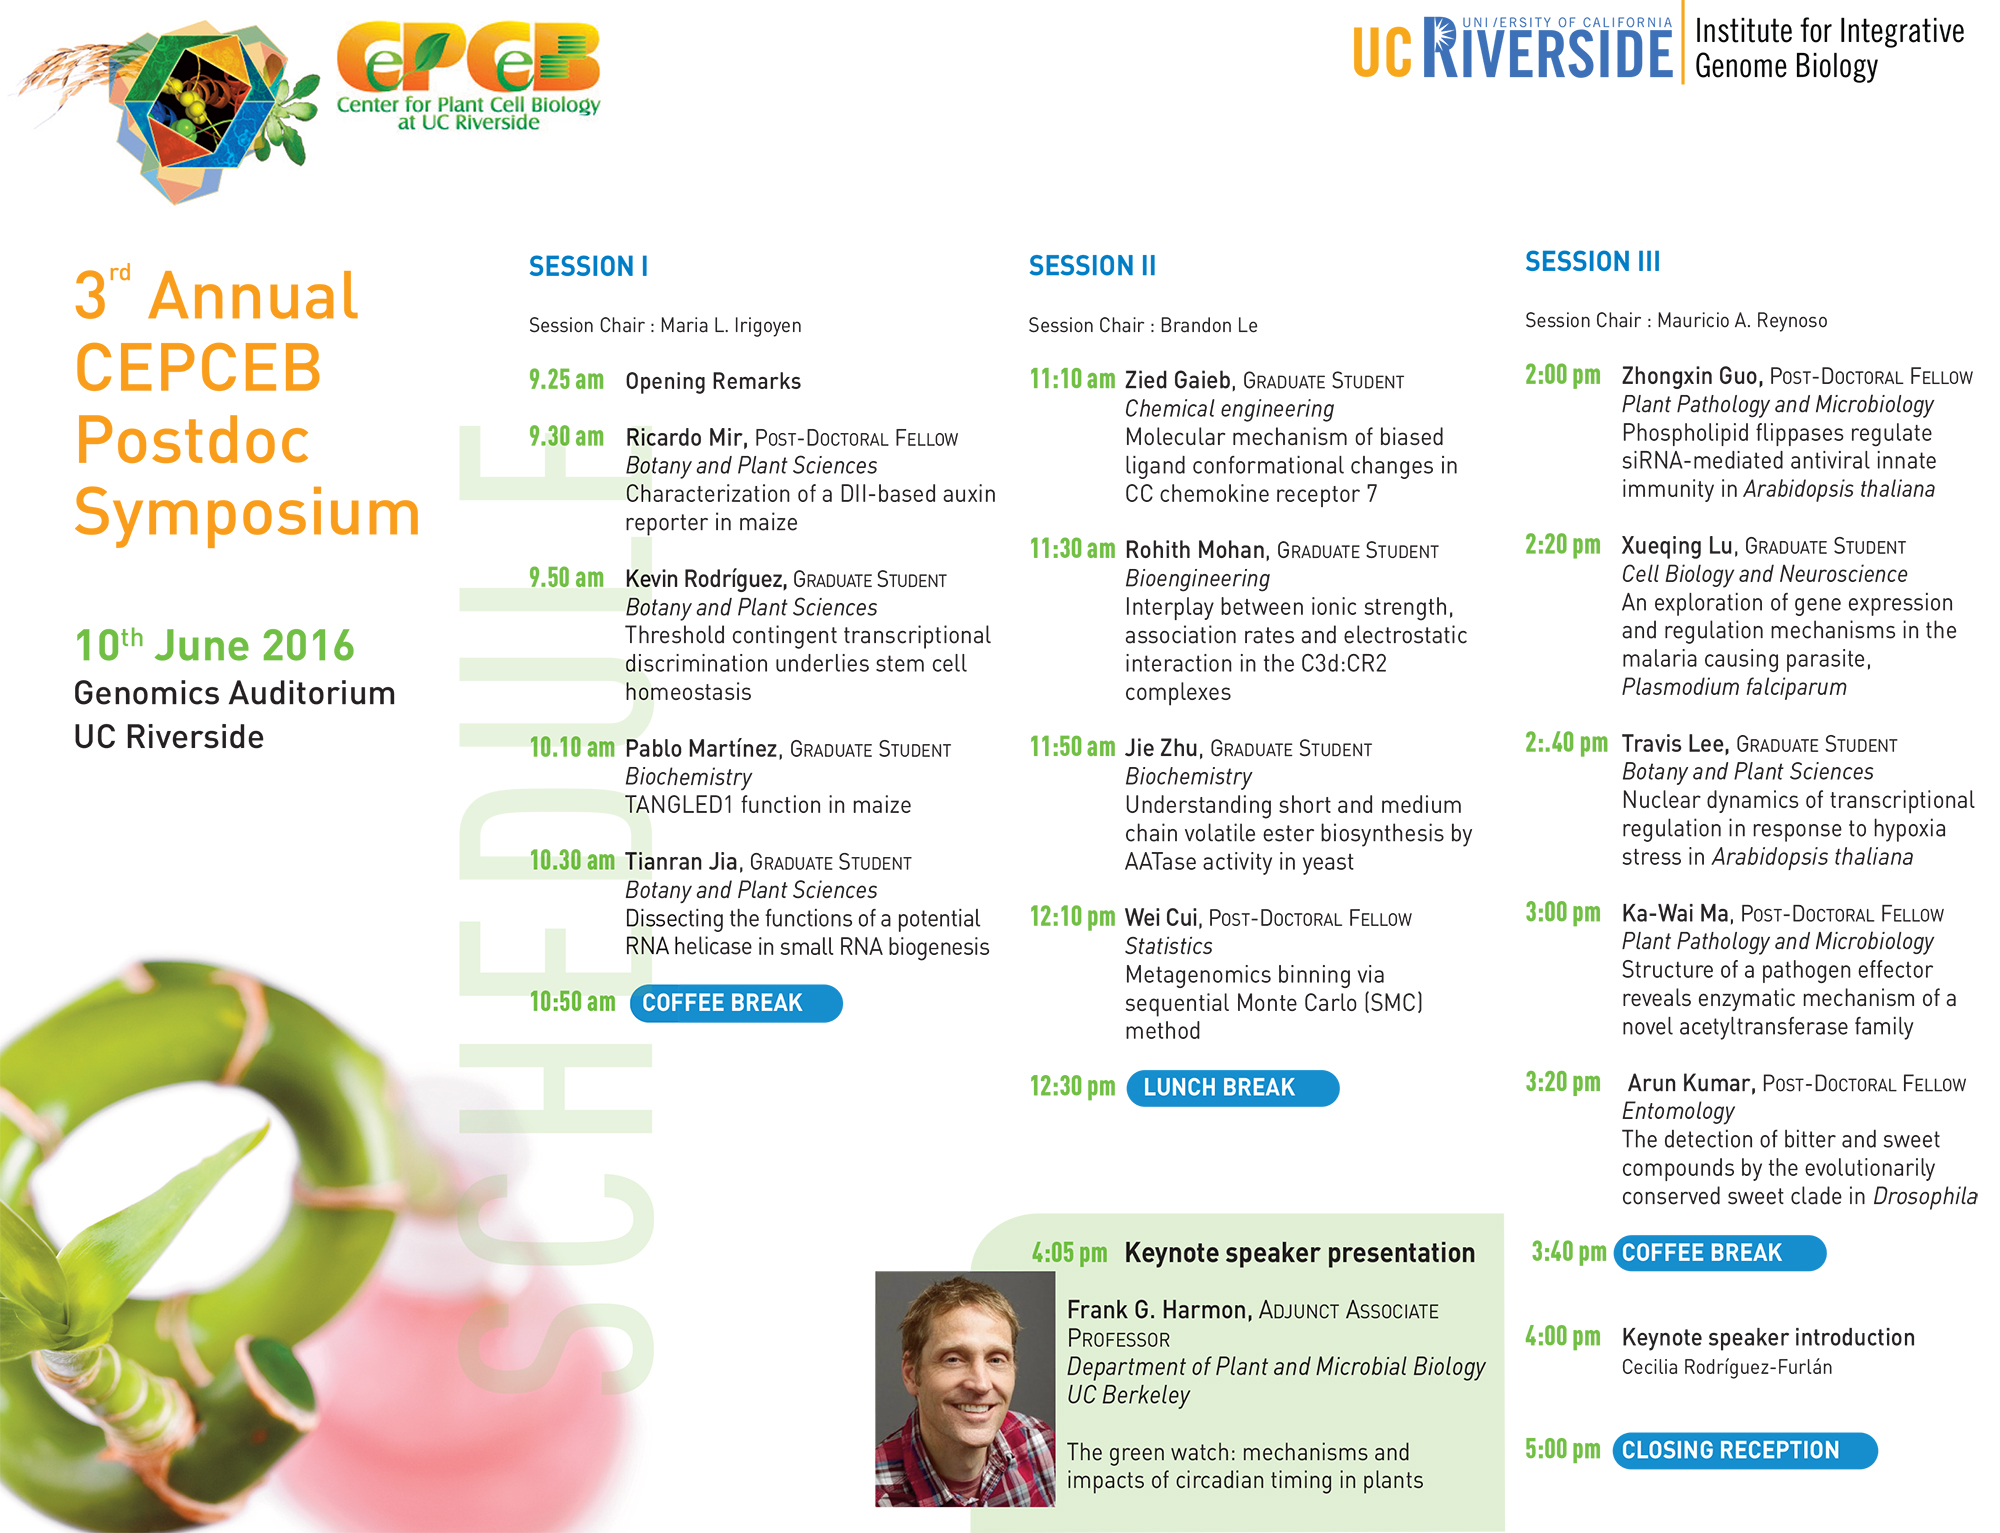 CEPCEB
Center for Plant Cell Biology
at UC Riverside
UC RIVERSIDE
UNIVERSITY OF CALIFORNIA
Institute for Integrative
Genome Biology
3rd Annual
CEPCEB
Postdoc
Symposium
10th June 2016
Genomics Auditorium
UC Riverside
SCHEDULE
SESSION I
Session Chair : Maria L. Irigoyen
9.25 am Opening Remarks
9.30 am Ricardo Mir, POST-DOCTORAL FELLOW
Botany and Plant Sciences
Characterization of a DII-based auxin
reporter in maize
9.50 am Kevin Rodríguez, GRADUATE STUDENT
Botany and Plant Sciences
Threshold contingent transcriptional
discrimination underlies stem cell
homeostasis
10.10 am Pablo Martínez, GRADUATE STUDENT
Biochemistry
TANGLED1 function in maize
10.30 am Tianran Jia, GRADUATE STUDENT
Botany and Plant Sciences
Dissecting the functions of a potential
RNA helicase in small RNA biogenesis
10:50 am COFFEE BREAK
SESSION II
Session Chair : Brandon Le
11:10 am Zied Gaieb, GRADUATE STUDENT
Chemical engineering
Molecular mechanism of biased
ligand conformational changes in
CC chemokine receptor 7
11:30 am Rohith Mohan, GRADUATE STUDENT
Bioengineering
Interplay between ionic strength,
association rates and electrostatic
interaction in the C3d:CR2
complexes
11:50 am Jie Zhu, GRADUATE STUDENT
Biochemistry
Understanding short and medium
chain volatile ester biosynthesis by
AATase activity in yeast
12:10 pm Wei Cui, POST-DOCTORAL FELLOW
Statistics
Metagenomics binning via
sequential Monte Carlo (SMC)
method
12:30 pm LUNCH BREAK
SESSION III
Session Chair : Mauricio A. Reynoso
2:00 pm Zhongxin Guo, POST-DOCTORAL FELLOW
Plant Pathology and Microbiology
Phospholipid flippases regulate
siRNA-mediated antiviral innate
immunity in Arabidopsis thaliana
2:20 pm Xueqing Lu, GRADUATE STUDENT
Cell Biology and Neuroscience
An exploration of gene expression
and regulation mechanisms in the
malaria causing parasite,
Plasmodium falciparum
2:.40 pm Travis Lee, GRADUATE STUDENT
Botany and Plant Sciences
Nuclear dynamics of transcriptional
regulation in response to hypoxia
stress in Arabidopsis thaliana
3:00 pm Ka-Wai Ma, POST-DOCTORAL FELLOW
Plant Pathology and Microbiology
Structure of a pathogen effector
reveals enzymatic mechanism of a
novel acetyltransferase family
3:20 pm Arun Kumar, POST-DOCTORAL FELLOW
Entomology
The detection of bitter and sweet
compounds by the evolutionarily
conserved sweet clade in Drosophila
3:40 pm COFFEE BREAK
4:00 pm Keynote speaker introduction
Cecilia Rodríguez-Furlán
4:05 pm Keynote speaker presentation
Frank G. Harmon, ADJUNCT ASSOCIATE
PROFESSOR
Department of Plant and Microbial Biology
UC Berkeley
The green watch: mechanisms and
impacts of circadian timing in plants
5:00 pm CLOSING RECEPTION